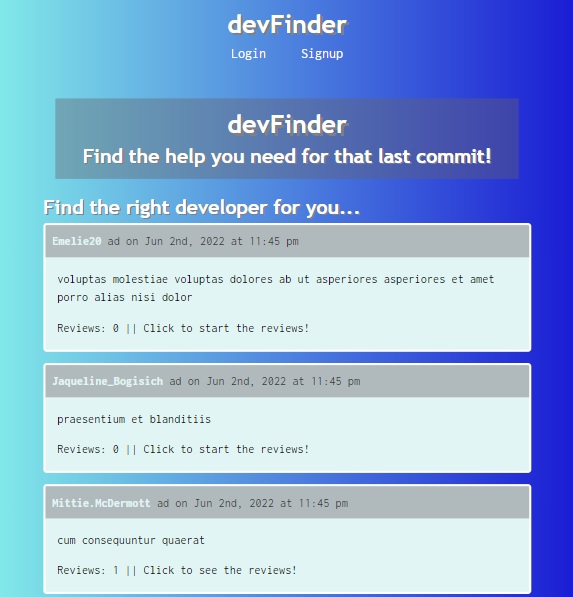 devFinder
Login Signup
devFinder
Find the help you need for that last commit!
Find the right developer for you...
Emelie20 ad on Jun 2nd, 2022 at 11:45 pm
voluptas molestiae voluptas dolores ab ut asperiores asperiores et amet
porro alias nisi dolor
Reviews: 0 || Click to start the reviews!
Jaqueline_Bogisich ad on Jun 2nd, 2022 at 11:45 pm
praesentium et blanditiis
Reviews: 0 || Click to start the reviews!
Mittie.McDermott ad on Jun 2nd, 2022 at 11:45 pm
cum consequuntur quaerat
Reviews: 1 || Click to see the reviews!